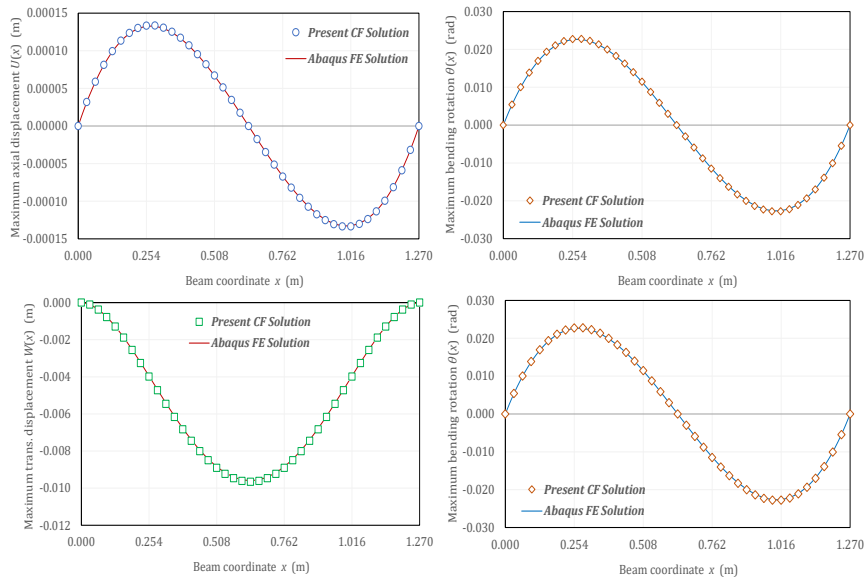 Maximum axial displacement U(x) (m)
0.00015
0.00010
0.00005
0.00000
-0.00005
-0.00010
-0.00015
Present CF Solution
Abaqus FE Solution
0.000 0.254 0.508 0.762 1.016 1.270
Beam coordinate x (m)
Maximum bending rotation θ(x) (rad)
0.030
0.020
0.010
0.000
-0.010
-0.020
-0.030
Present CF Solution
Abaqus FE Solution
0.000 0.254 0.508 0.762 1.016 1.270
Beam coordinate x (m)
Maximum trans. displacement W(x) (m)
0.000
-0.002
-0.004
-0.006
-0.008
-0.010
-0.012
Present CF Solution
Abaqus FE Solution
0.000 0.254 0.508 0.762 1.016 1.270
Beam coordinate x (m)
Maximum bending rotation θ(x) (rad)
0.030
0.020
0.010
0.000
-0.010
-0.020
-0.030
Present CF Solution
Abaqus FE Solution
0.000 0.254 0.508 0.762 1.016 1.270
Beam coordinate x (m)